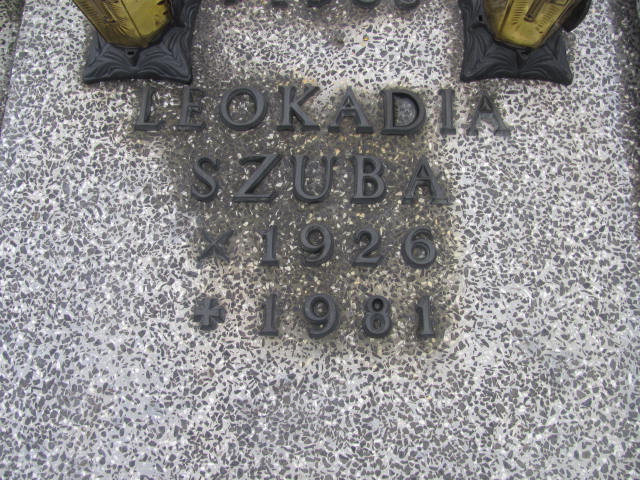 LEOKADIA
SZUBA
× 1926
+ 1981